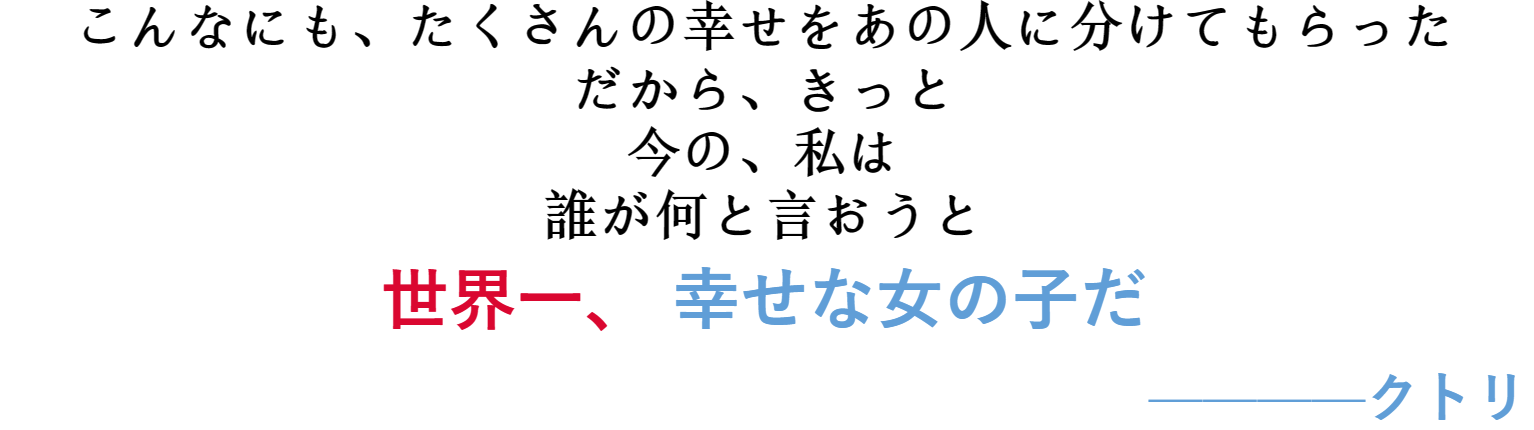 こんなにも、たくさんの幸せをあの人に分けてもらった
だから、きっと
今の、私は
誰が何と言おうと
世界一、 幸せな女の子だ
————クトリ